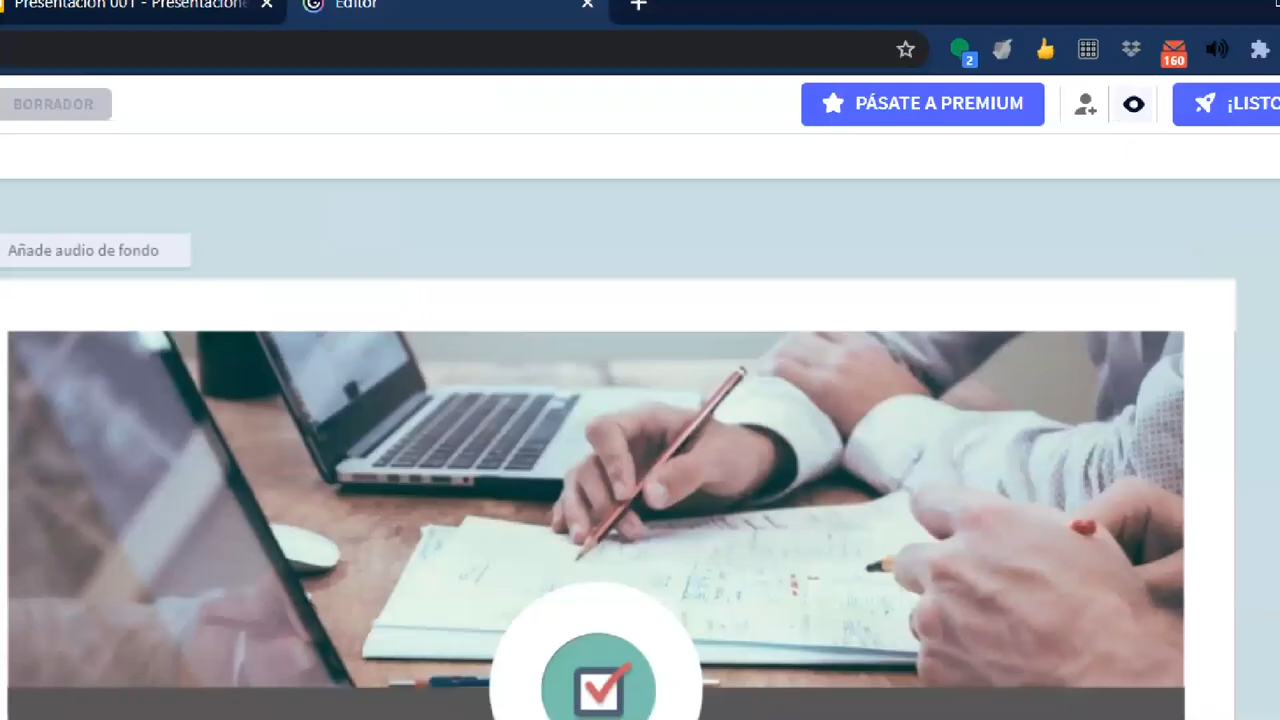 Presentación 001 - Presentacione
Editor
2
160
BORRADOR
PÁSATE A PREMIUM
¡LISTO
Añade audio de fondo